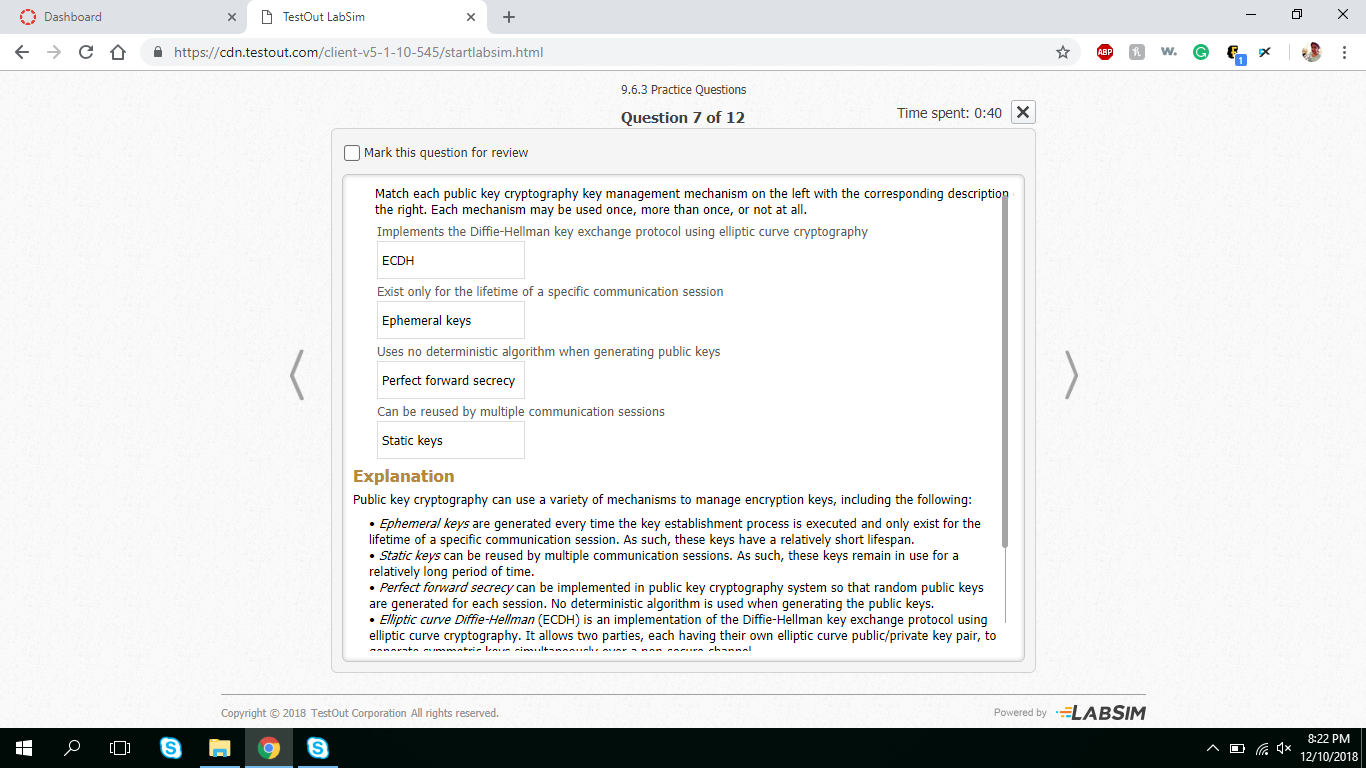 Dashboard
TestOut LabSim
https://cdn.testout.com/client-v5-1-10-545/startlabsim.html
ABP
w.
1
9.6.3 Practice Questions
Question 7 of 12
Time spent: 0:40
Mark this question for review
Match each public key cryptography key management mechanism on the left with the corresponding description
the right. Each mechanism may be used once, more than once, or not at all.
Implements the Diffie-Hellman key exchange protocol using elliptic curve cryptography
ECDH
Exist only for the lifetime of a specific communication session
Ephemeral keys
Uses no deterministic algorithm when generating public keys
Perfect forward secrecy
Can be reused by multiple communication sessions
Static keys
Explanation
Public key cryptography can use a variety of mechanisms to manage encryption keys, including the following:
• Ephemeral keys are generated every time the key establishment process is executed and only exist for the
lifetime of a specific communication session. As such, these keys have a relatively short lifespan.
• Static keys can be reused by multiple communication sessions. As such, these keys remain in use for a
relatively long period of time.
• Perfect forward secrecy can be implemented in public key cryptography system so that random public keys
are generated for each session. No deterministic algorithm is used when generating the public keys.
• Elliptic curve Diffie-Hellman (ECDH) is an implementation of the Diffie-Hellman key exchange protocol using
elliptic curve cryptography. It allows two parties, each having their own elliptic curve public/private key pair, to
generate symmetric keys simultaneously over a non-secure channel.
Copyright © 2018 TestOut Corporation All rights reserved.
Powered by LABSIM
8:22 PM
12/10/2018